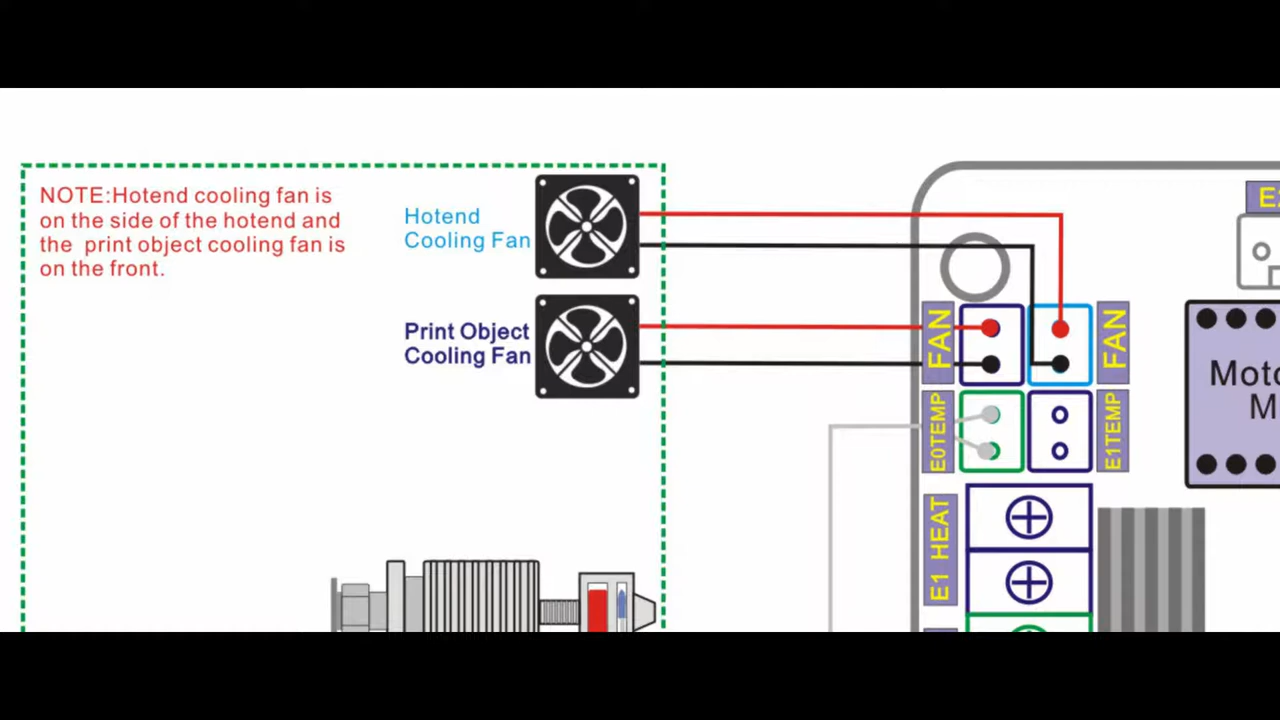 NOTE:Hotend cooling fan is
on the side of the hotend and
the print object cooling fan is
on the front.
Hotend
Cooling Fan
Print Object
Cooling Fan
FAN
FAN
E0TEMP
E1TEMP
E1 HEAT